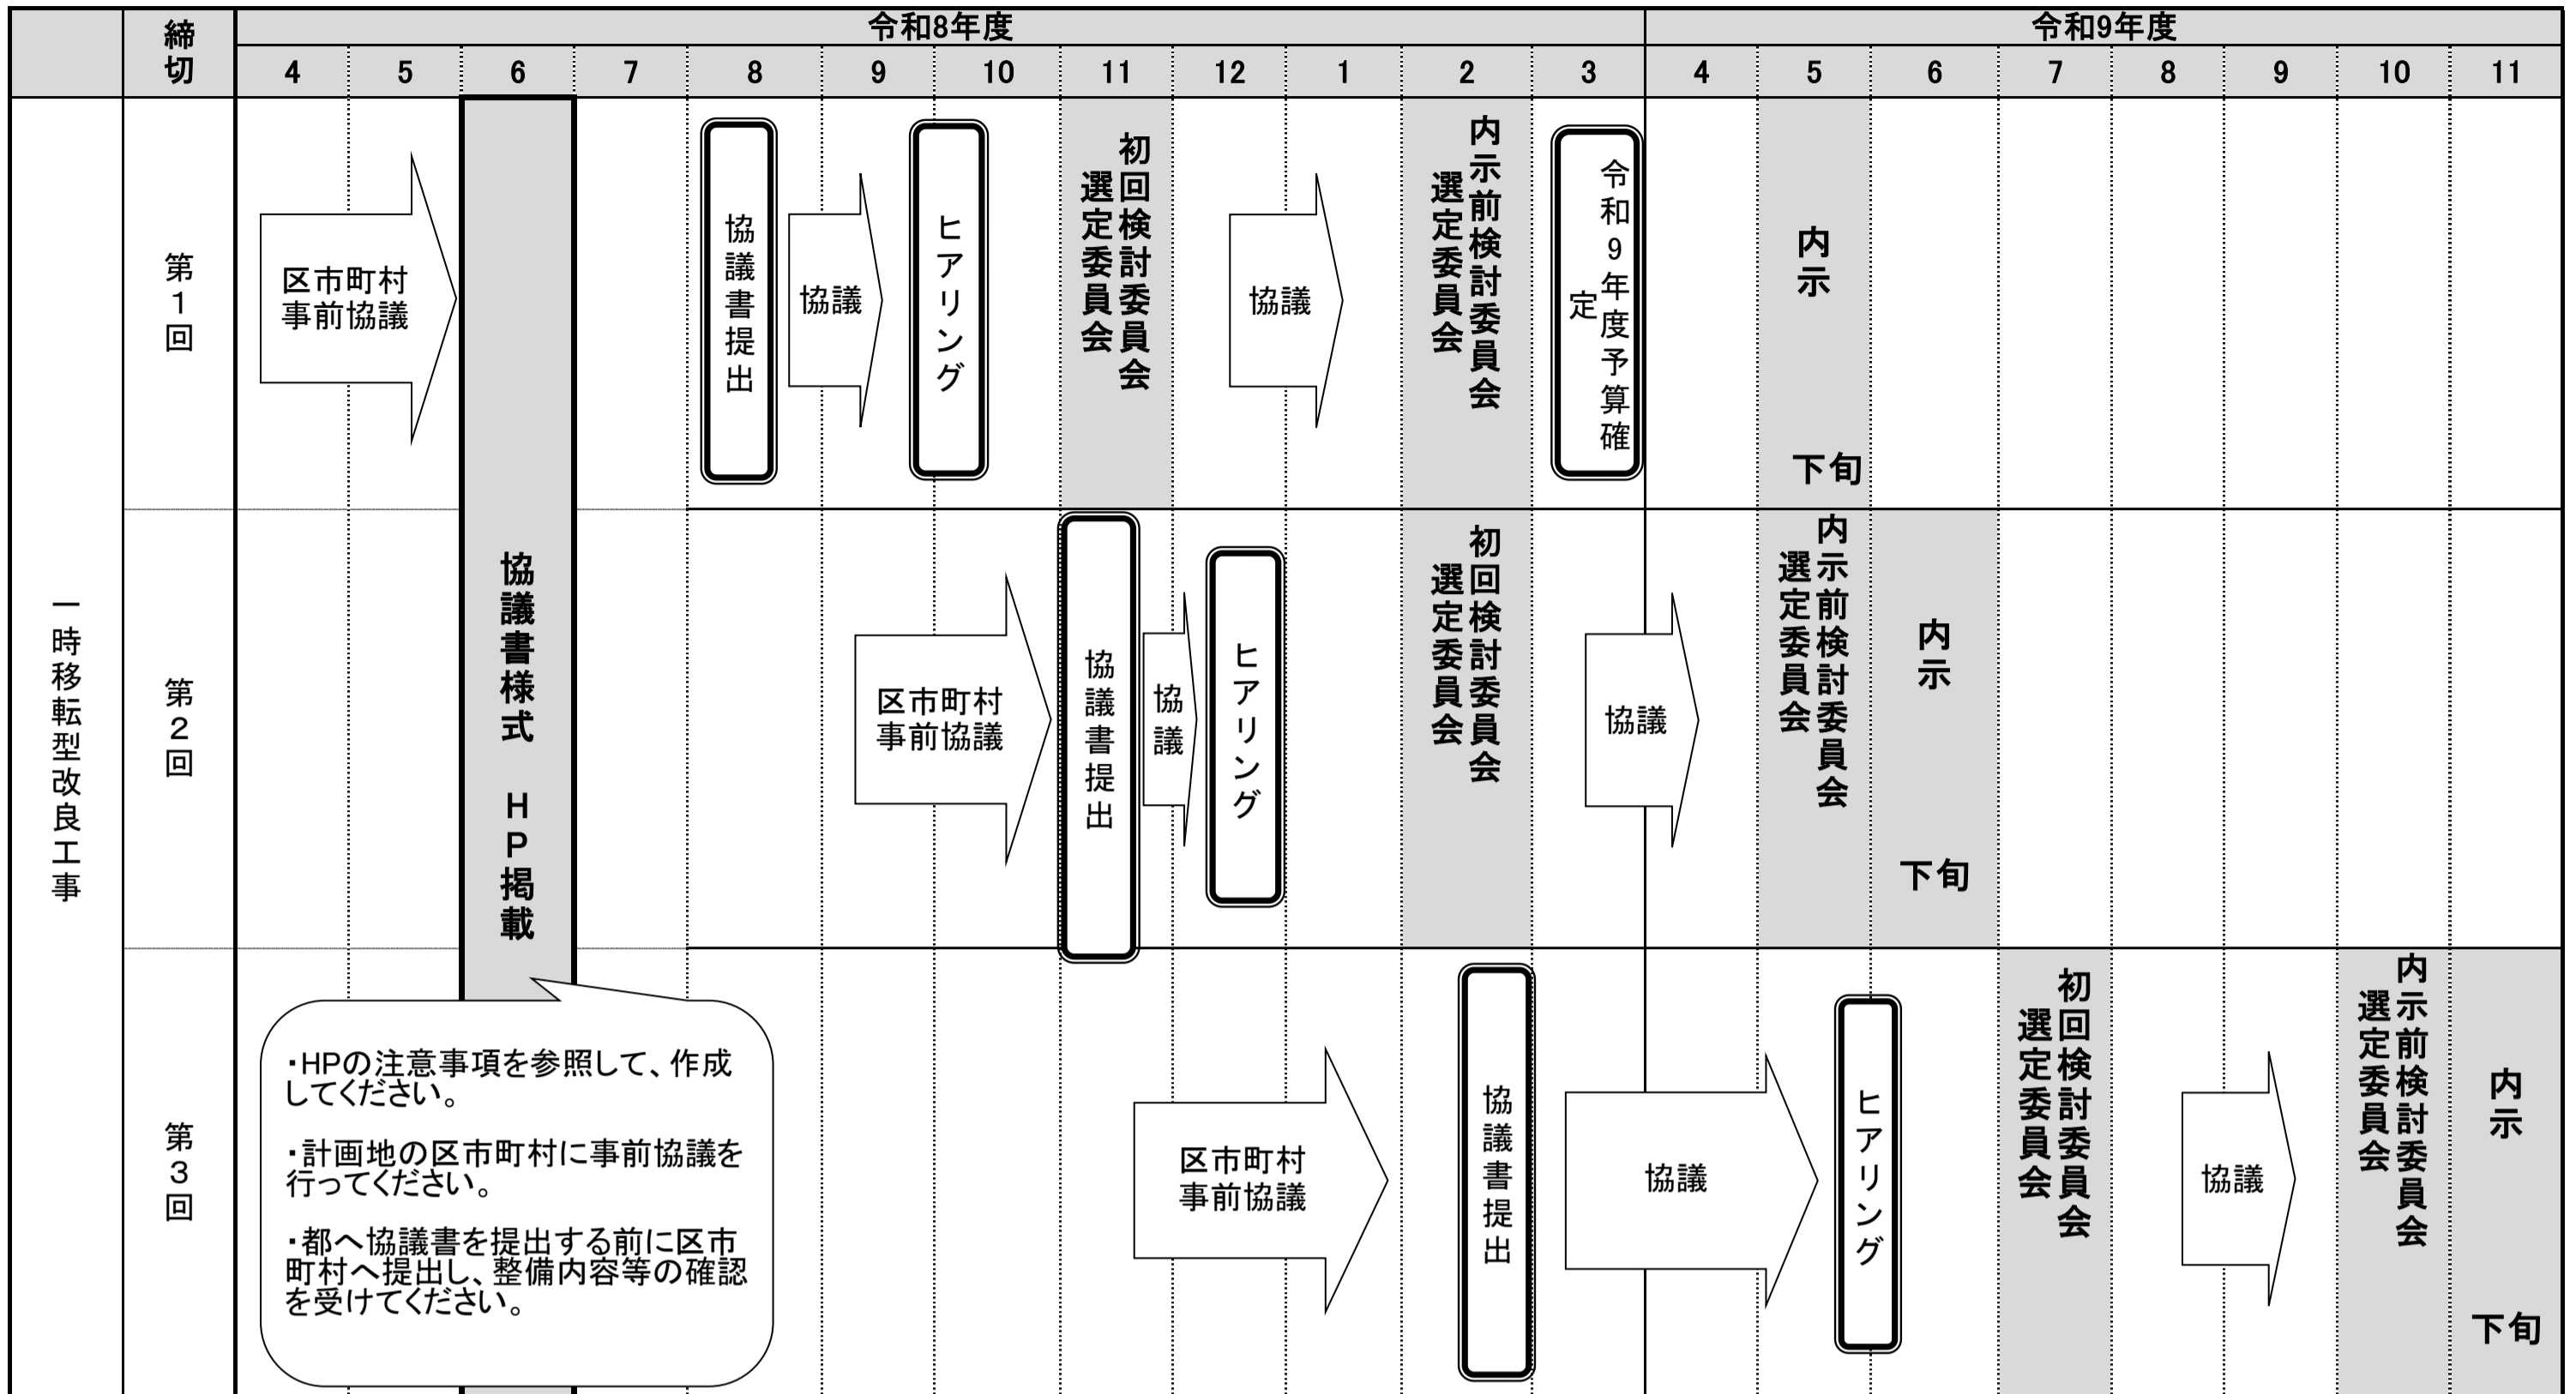 締切
令和8年度
令和9年度
4 5 6 7 8 9 10 11 12 1 2 3 4 5 6 7 8 9 10 11
一時移転型改良工事
協議書様式　ＨＰ掲載
第1回
区市町村
事前協議
協議書提出
協議
ヒアリング
初回検討委員会
選定委員会
協議
内示前検討委員会
選定委員会
令和9年度予算確
定
内示
下旬
第2回
区市町村
事前協議
協議書提出
協議
ヒアリング
初回検討委員会
選定委員会
協議
内示前検討委員会
選定委員会
内示
下旬
第3回
・HPの注意事項を参照して、作成
してください。
・計画地の区市町村に事前協議を
行ってください。
・都へ協議書を提出する前に区市
町村へ提出し、整備内容等の確認
を受けてください。
区市町村
事前協議
協議書提出
協議
ヒアリング
初回検討委員会
選定委員会
協議
内示前検討委員会
選定委員会
内示
下旬